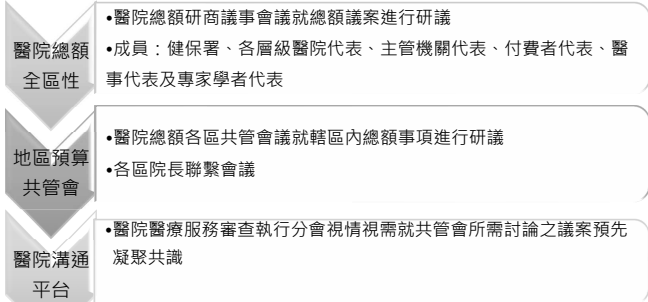 醫院總額
全區性
•醫院總額研商議事會議就總額議案進行研議
•成員：健保署、各層級醫院代表、主管機關代表、付費者代表、醫
事代表及專家學者代表
地區預算
共管會
•醫院總額各區共管會議就轄區內總額事項進行研議
•各區院長聯繫會議
醫院溝通
平台
•醫院醫療服務審查執行分會視情視需就共管會所需討論之議案預先
凝聚共識